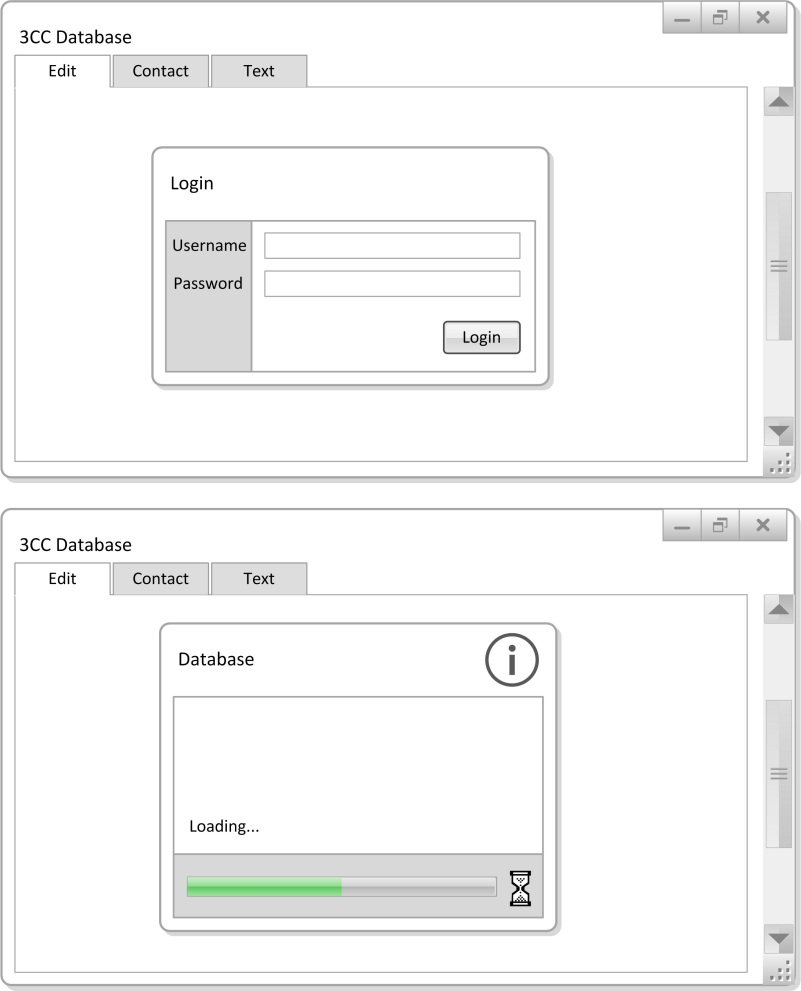 3CC Database
Edit Contact Text
Login
Username
Password
Login
3CC Database
Edit Contact Text
Database
Loading...